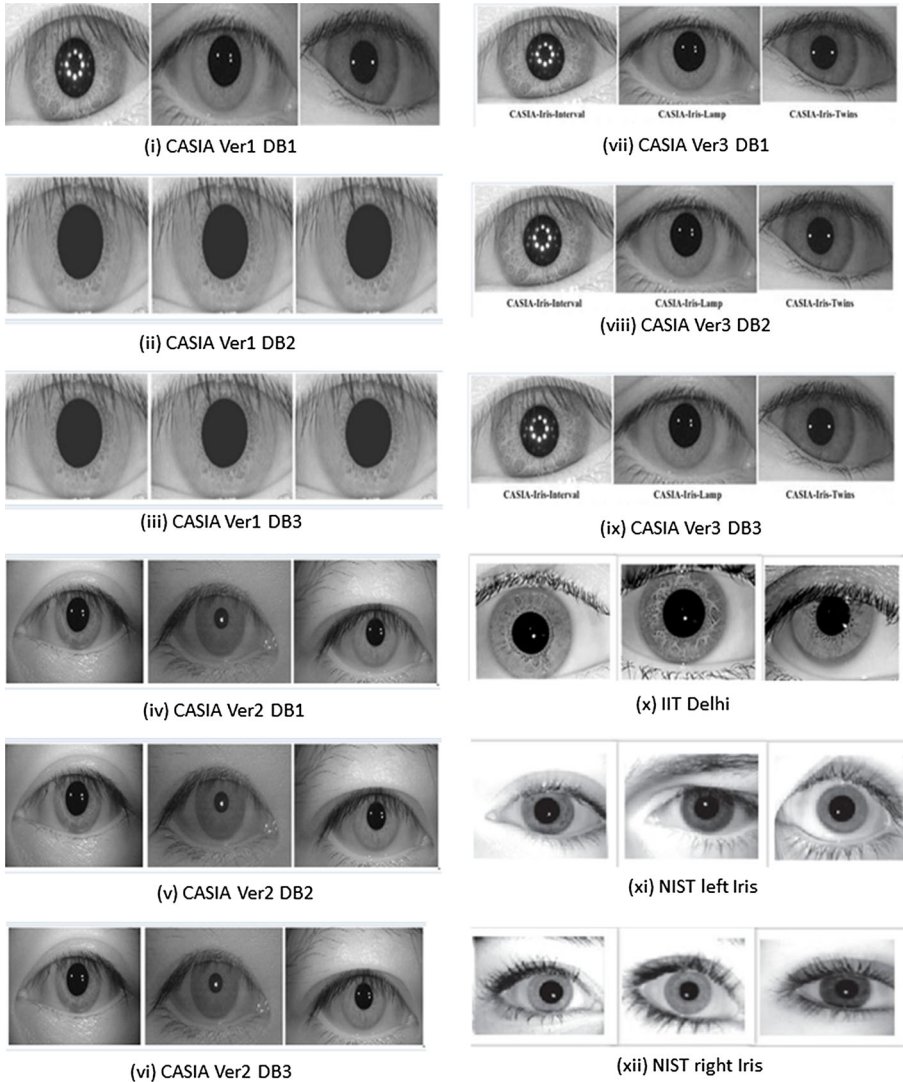 CASIA-Iris-Interval CASIA-Iris-Lamp CASIA-Iris-Twins
(i) CASIA Ver1 DB1
(vii) CASIA Ver3 DB1
CASIA-Iris-Interval CASIA-Iris-Lamp CASIA-Iris-Twins
(ii) CASIA Ver1 DB2
(viii) CASIA Ver3 DB2
CASIA-Iris-Interval CASIA-Iris-Lamp CASIA-Iris-Twins
(iii) CASIA Ver1 DB3
(ix) CASIA Ver3 DB3
(iv) CASIA Ver2 DB1
(x) IIT Delhi
(v) CASIA Ver2 DB2
(xi) NIST left Iris
(vi) CASIA Ver2 DB3
(xii) NIST right Iris